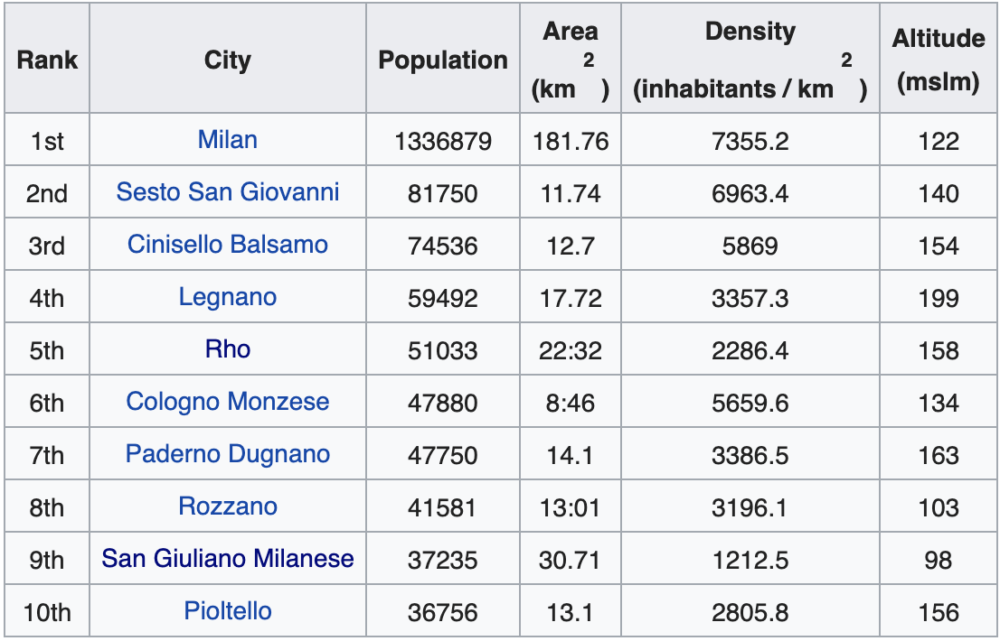 Rank City Population Area (km 2 ) Density (inhabitants / km 2 ) Altitude (mslm)
1st Milan 1336879 181.76 7355.2 122
2nd Sesto San Giovanni 81750 11.74 6963.4 140
3rd Cinisello Balsamo 74536 12.7 5869 154
4th Legnano 59492 17.72 3357.3 199
5th Rho 51033 22:32 2286.4 158
6th Cologno Monzese 47880 8:46 5659.6 134
7th Paderno Dugnano 47750 14.1 3386.5 163
8th Rozzano 41581 13:01 3196.1 103
9th San Giuliano Milanese 37235 30.71 1212.5 98
10th Pioltello 36756 13.1 2805.8 156